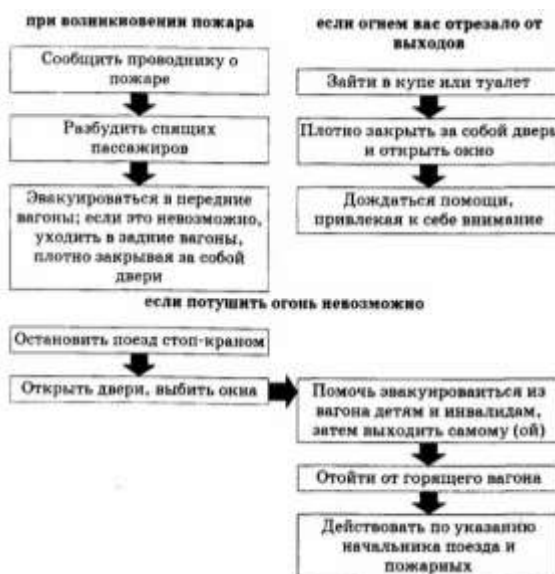 при возникновении пожара
Сообщить проводнику о
пожаре
Разбудить спящих
пассажиров
Эвакуироваться в передние
вагоны; если это невозможно,
уходить в задние вагоны,
плотно закрывая за собой
двери
если огнем вас отрезало от
выходов
Зайти в купе или туалет
Плотно закрыть за собой двери
и открыть окно
Дождаться помощи,
привлекая к себе внимание
если потушить огонь невозможно
Остановить поезд стоп-краном
Открыть двери, выбить окна
Помочь эвакуироваиться из
вагона детям и инвалидам,
затем выходить самому (ой)
Отойти от горящего вагона
Действовать по указанию
начальника поезда и
пожарных